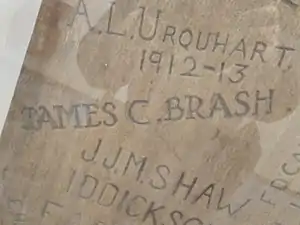 A.L. URQUHART.
1912-13
JAMES C. BRASH
J.J.M. SHAW